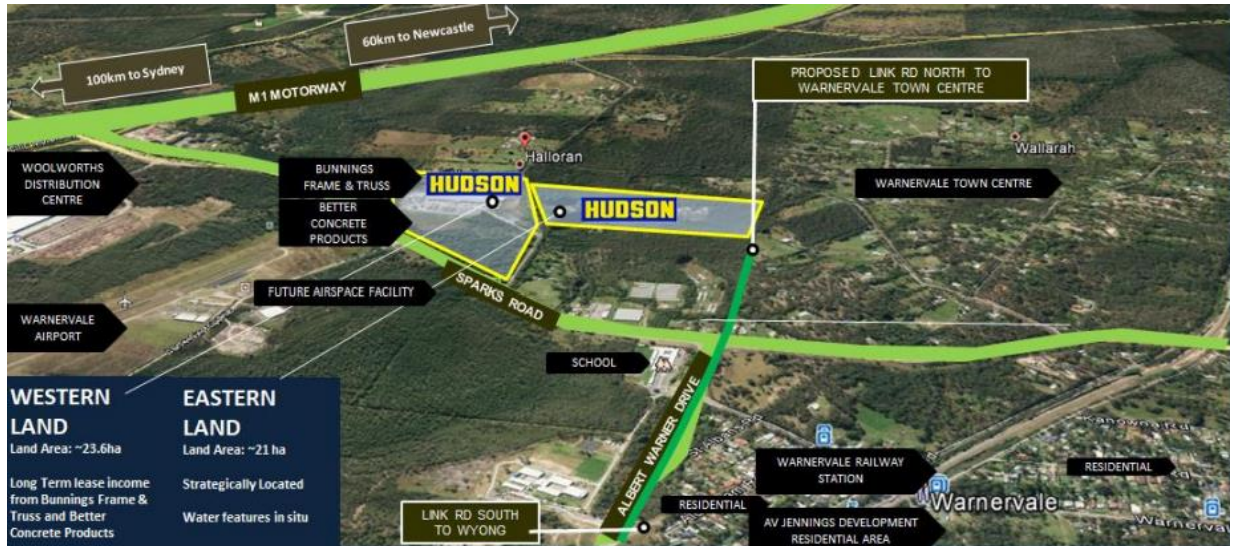 60km to Newcastle
100km to Sydney
M1 MOTORWAY
PROPOSED LINK RD NORTH TO
WARNERVALE TOWN CENTRE
WOOLWORTHS
DISTRIBUTION
CENTRE
BUNNINGS
FRAME & TRUSS
HUDSON
Halloran
Wallarah
BETTER
CONCRETE
PRODUCTS
HUDSON
WARNERVALE TOWN CENTRE
FUTURE AIRSPACE FACILITY
SPARKS ROAD
WARNERVALE
AIRPORT
SCHOOL
WESTERN
LAND
Land Area: ~23.6ha
Long Term lease income
from Bunnings Frame &
Truss and Better
Concrete Products
EASTERN
LAND
Land Area: ~21 ha
Strategically Located
Water features in situ
ALBERT WARNER DRIVE
LINK RD SOUTH
TO WYONG
RESIDENTIAL
WARNERVALE RAILWAY
STATION
AV JENNINGS DEVELOPMENT
RESIDENTIAL AREA
Warnervale
RESIDENTIAL
Kanowna Rd
Warnervale